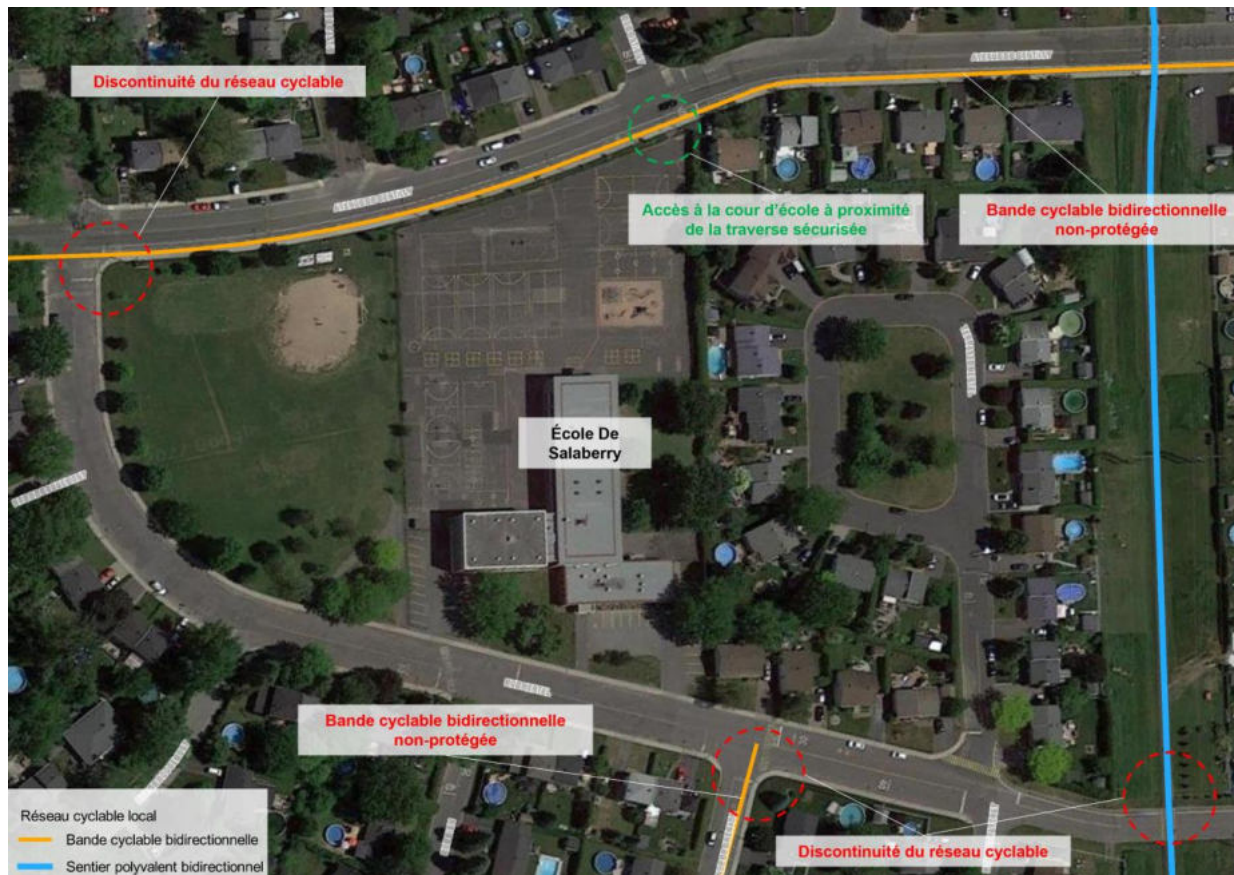 Discontinuité du réseau cyclable
Accès à la cour d'école à proximité
de la traverse sécurisée
Bande cyclable bidirectionnelle
non-protégée
École De
Salaberry
RUE HERTEL
Bande cyclable bidirectionnelle
non-protégée
Discontinuité du réseau cyclable
Réseau cyclable local
Bande cyclable bidirectionnelle
Sentier polyvalent bidirectionnel